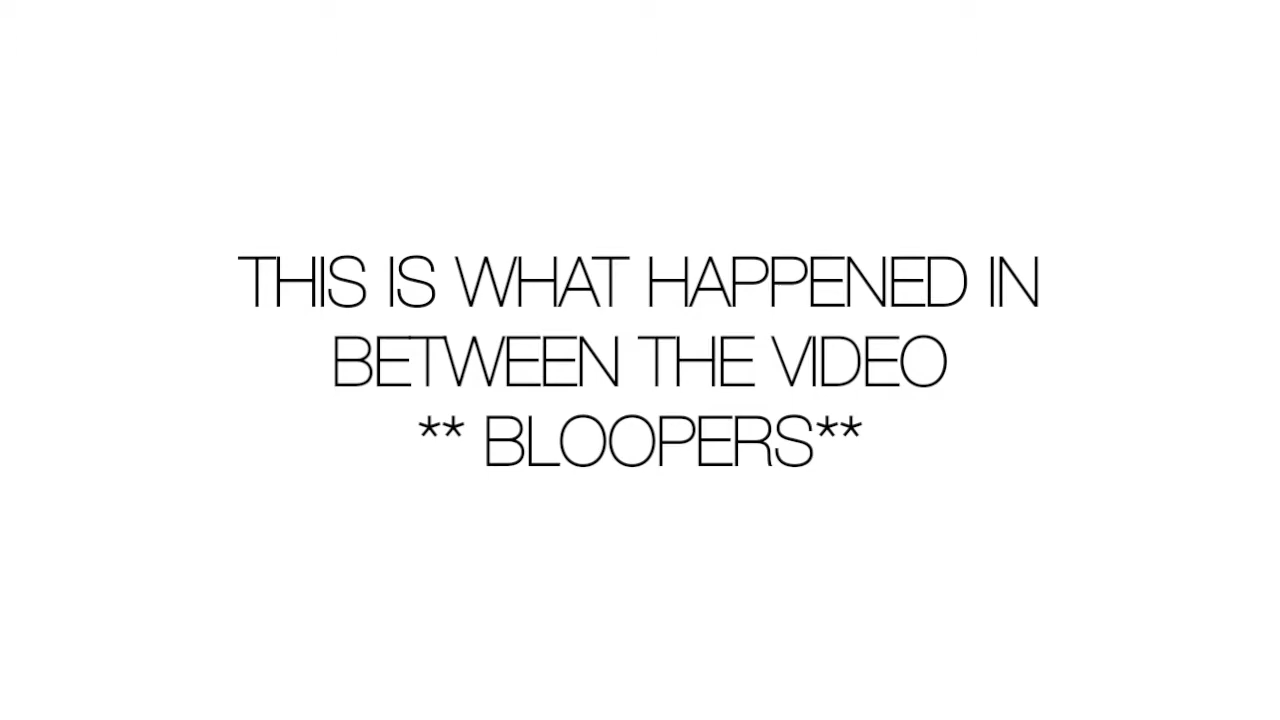 THIS IS WHAT HAPPENED IN
BETWEEN THE VIDEO
** BLOOPERS**